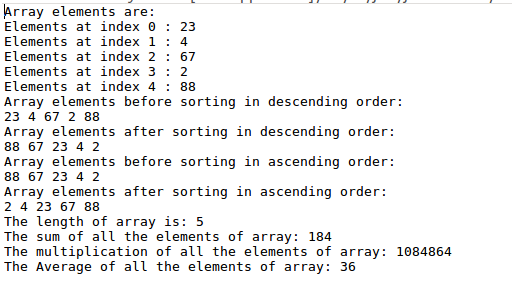 Array elements are:
Elements at index 0 : 23
Elements at index 1 : 4
Elements at index 2 : 67
Elements at index 3 : 2
Elements at index 4 : 88
Array elements before sorting in descending order:
23 4 67 2 88
Array elements after sorting in descending order:
88 67 23 4 2
Array elements before sorting in ascending order:
88 67 23 4 2
Array elements after sorting in ascending order:
2 4 23 67 88
The length of array is: 5
The sum of all the elements of array: 184
The multiplication of all the elements of array: 1084864
The Average of all the elements of array: 36